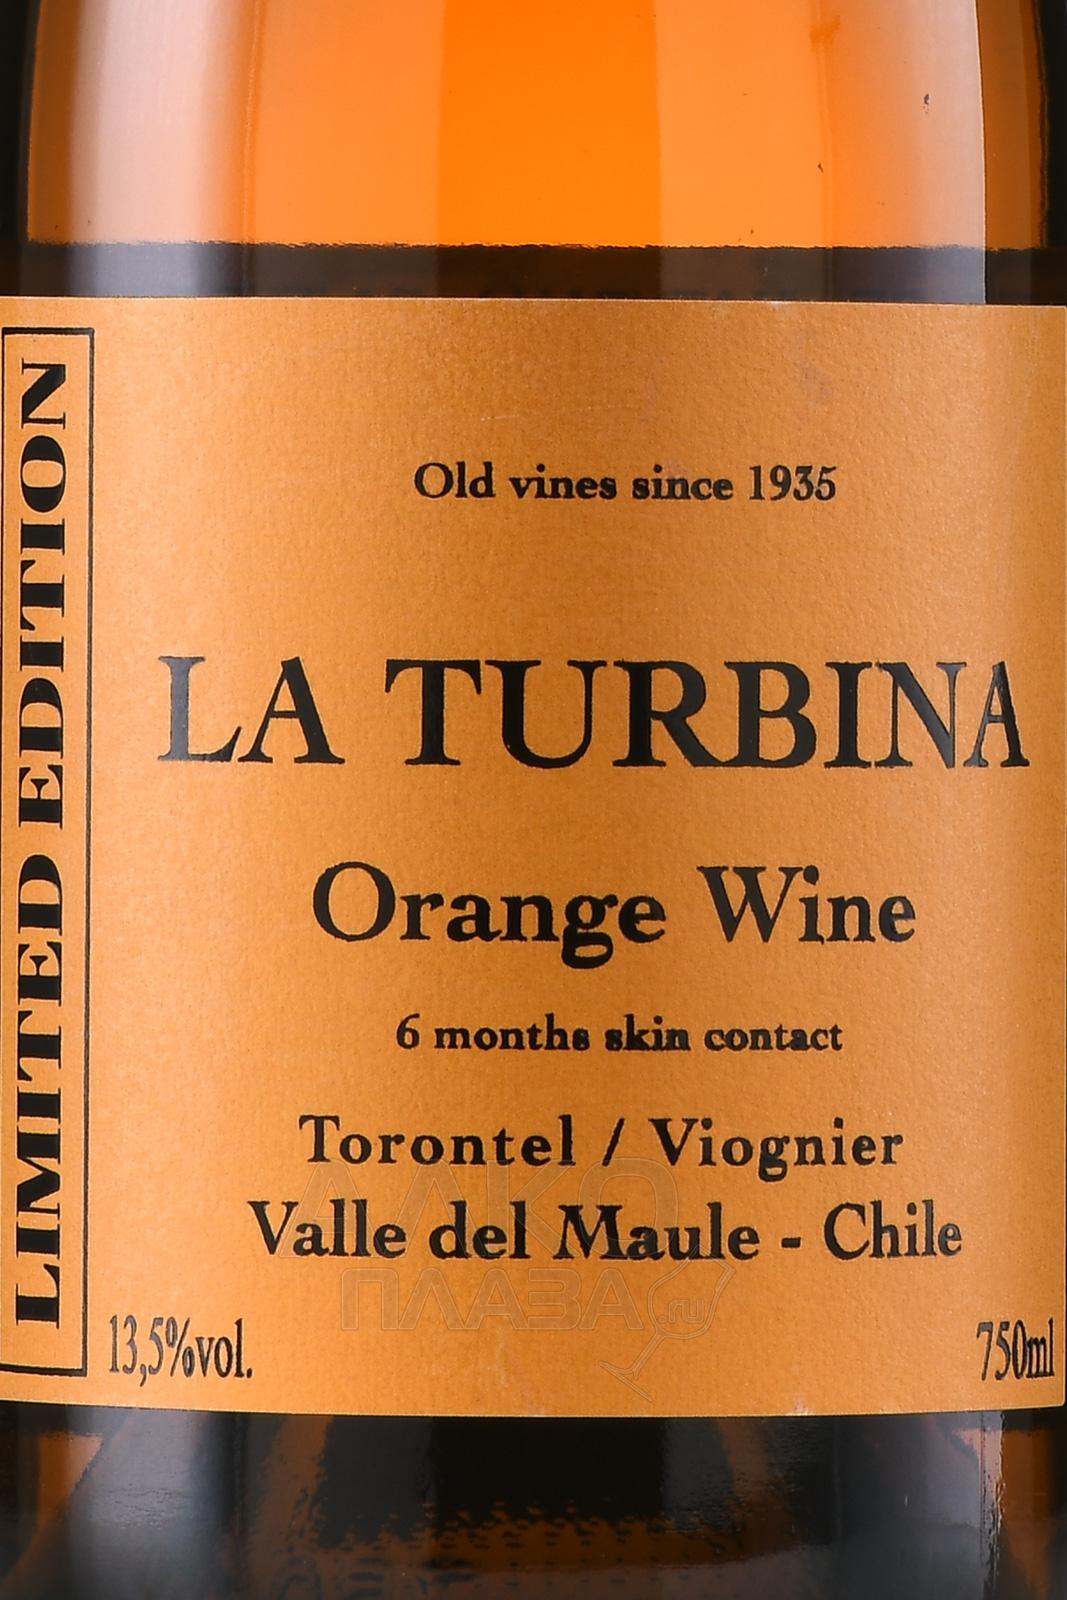 LIMITED EDITION
Old vines since 1935
LA TURBINA
Orange Wine
6 months skin contact
Torontel / Viognier
Valle del Maule - Chile
13,5%vol.
750ml
АЛКО
ПЛАЗА.ru